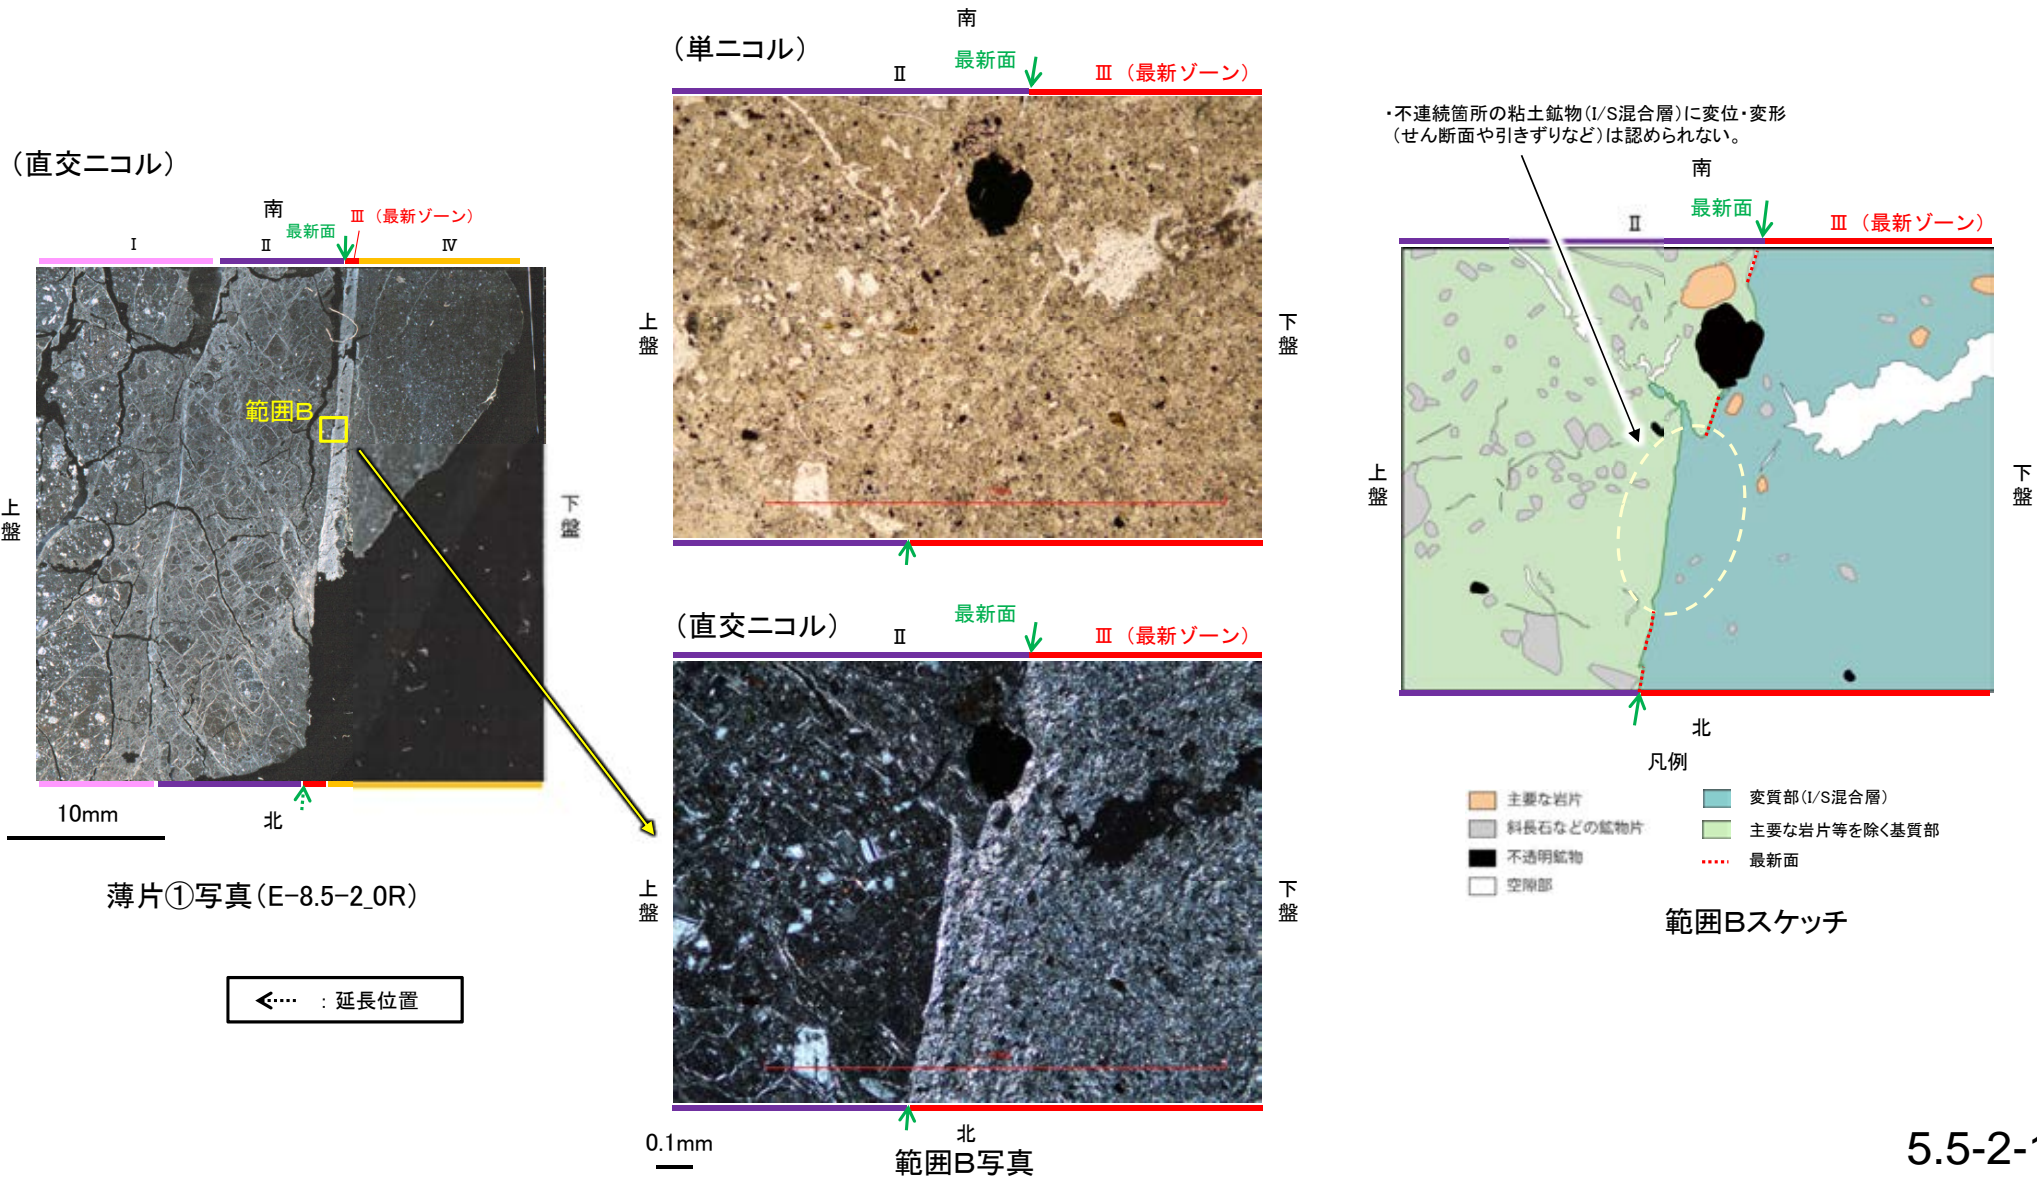 (直交ニコル)
南
最新面
Ⅲ (最新ゾーン)
Ⅰ
Ⅱ
Ⅳ
範囲B
上盤
下盤
10mm
北
薄片①写真(E-8.5-2_0R)
: 延長位置
南
(単ニコル)
最新面
Ⅱ
Ⅲ (最新ゾーン)
上盤
下盤
(直交ニコル)
最新面
Ⅱ
Ⅲ (最新ゾーン)
上盤
下盤
0.1mm
北
範囲B写真
・不連続箇所の粘土鉱物(I/S混合層)に変位・変形
(せん断面や引きずりなど)は認められない。
南
最新面
Ⅱ
Ⅲ (最新ゾーン)
上盤
下盤
北
凡例
主要な岩片
斜長石などの鉱物片
不透明鉱物
空隙部
変質部(I/S混合層)
主要な岩片等を除く基質部
最新面
範囲Bスケッチ
5.5-2-